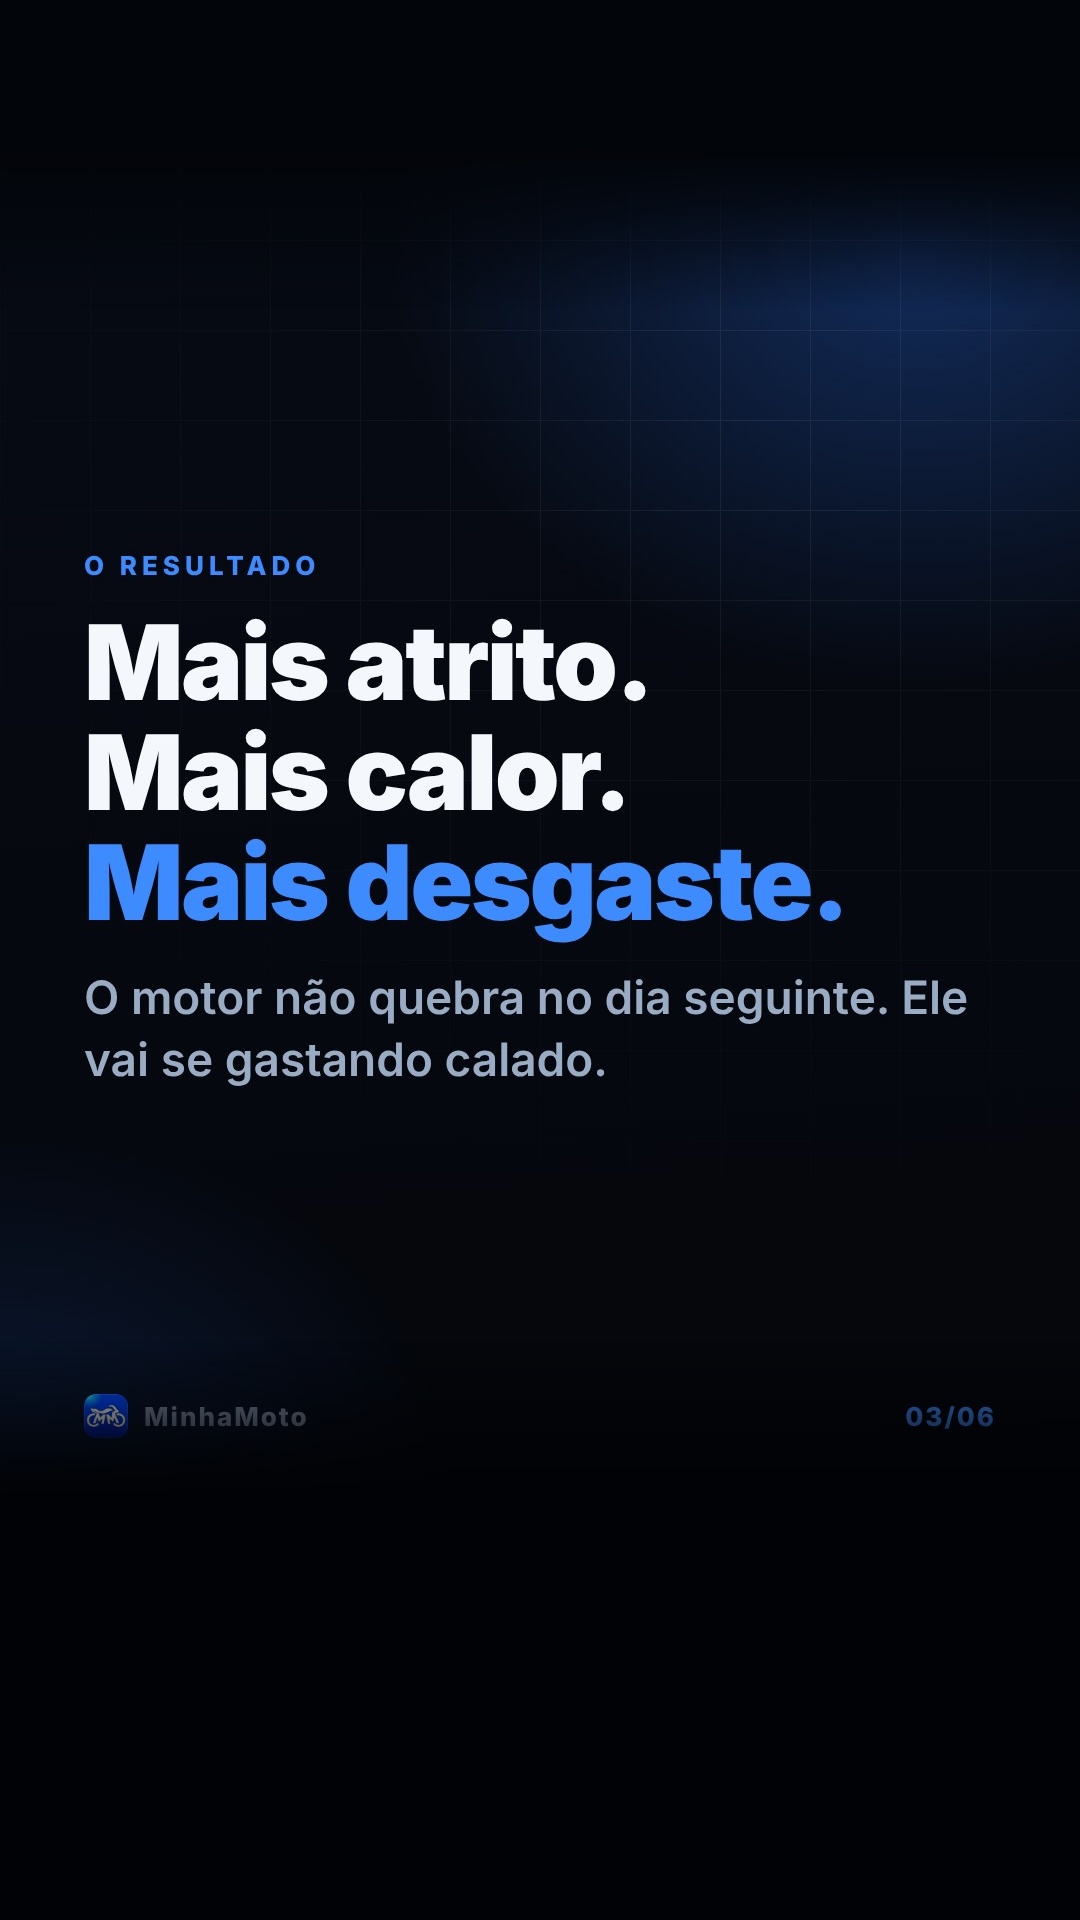 O RESULTADO
Mais atrito.
Mais calor.
Mais desgaste.
O motor não quebra no dia seguinte. Ele
vai se gastando calado.
MinhaMoto
03/06